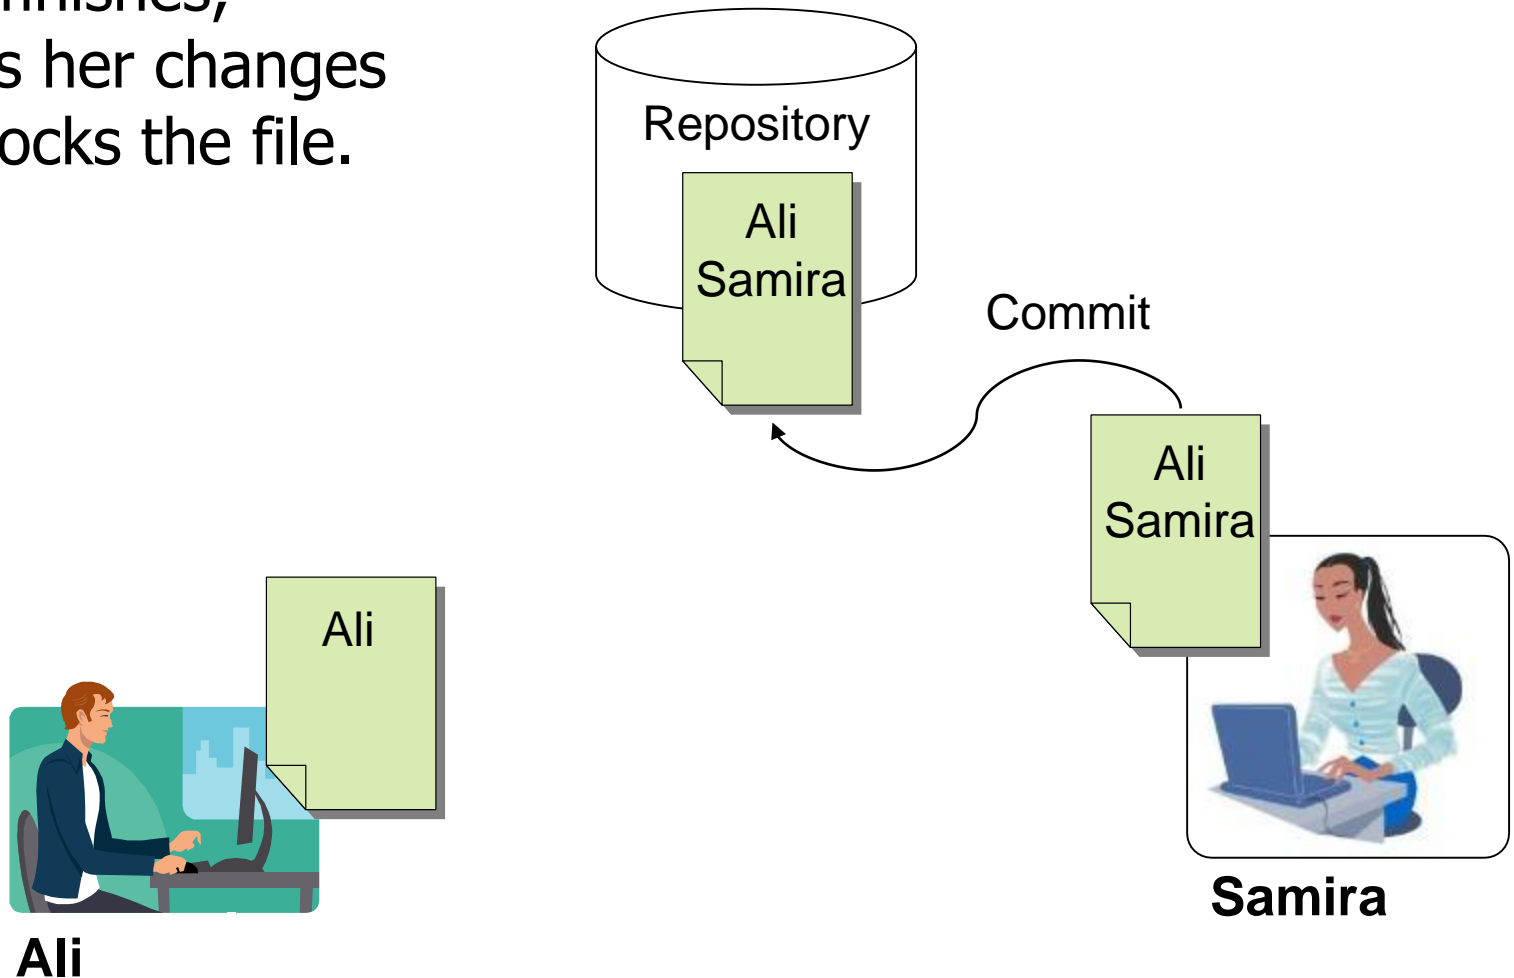 s her changes
ocks the file.
Repository
Ali
Samira
Commit
Ali
Samira
Ali
Samira
Ali